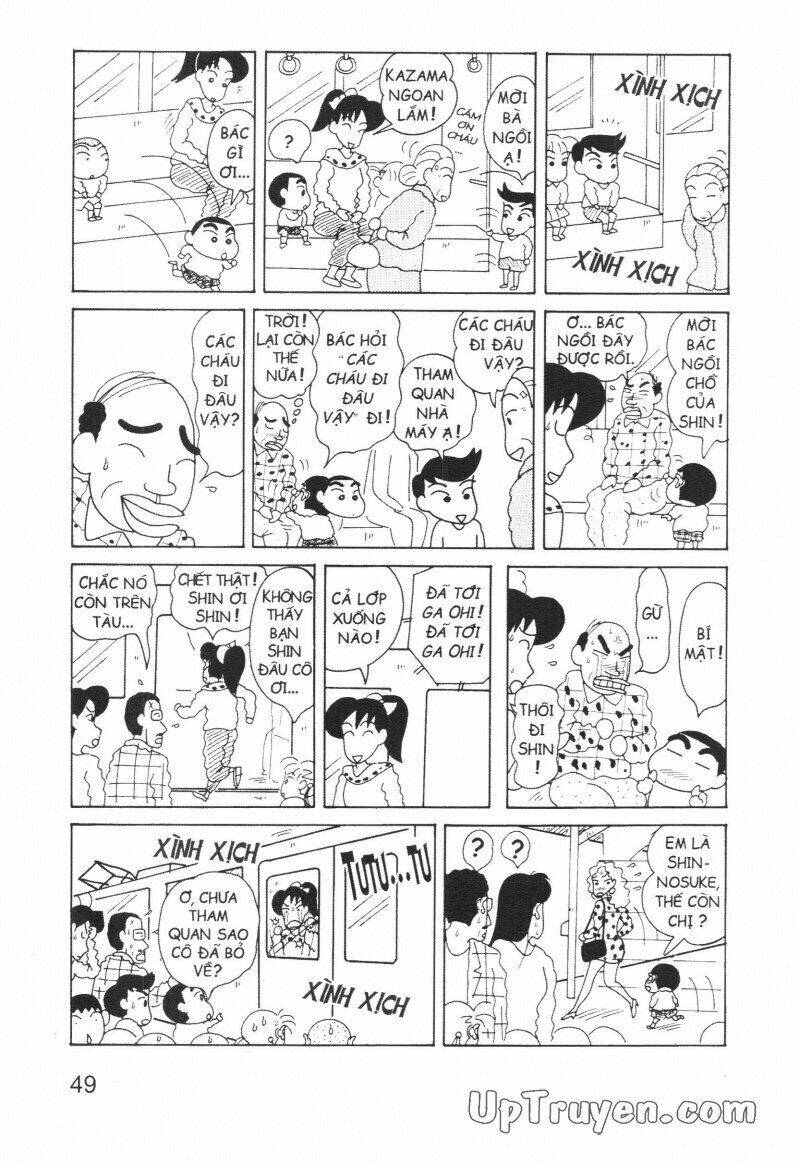 XÌNH XỊCH
XÌNH XỊCH
MỜI
BÀ
NGỒI
Ạ!
CÁM
ƠN
CHÁU
...
KAZAMA
NGOAN
LẮM!
?
BÁC
GÌ
ƠI...
MỜI
BÁC
NGỒI
CHỖ
CỦA
SHIN!
Ơ... BÁC
NGỒI ĐÂY
ĐƯỢC RỒI.
CÁC CHÁU
ĐI ĐÂU
VẬY?
THAM
QUAN
NHÀ
MÁY Ạ!
BÁC HỎI
"CÁC
CHÁU ĐI
ĐÂU
VẬY" ĐI!
TRỜI!
LẠI CÒN
THẾ
NỮA!
CÁC
CHÁU
ĐI
ĐÂU
VẬY?
BÍ
MẬT!
GỪ
...
THÔI
ĐI
SHIN
!
ĐÃ TỚI
GA OHI!
ĐÃ TỚI
GA OHI!
CẢ LỚP
XUỐNG
NÀO!
KHÔNG
THẤY
BẠN
SHIN
ĐÂU CÔ
ƠI...
CHẾT THẬT!
SHIN ƠI
SHIN!
CHẮC NÓ
CÒN TRÊN
TÀU...
EM LÀ
SHIN-
NOSUKE,
THẾ CÒN
CHỊ?
?
?
TUTU...TU
XÌNH XỊCH
Ơ, CHƯA
THAM
QUAN SAO
CÔ ĐÃ BỎ
VỀ?
XÌNH XỊCH
49
UpTruyen.com